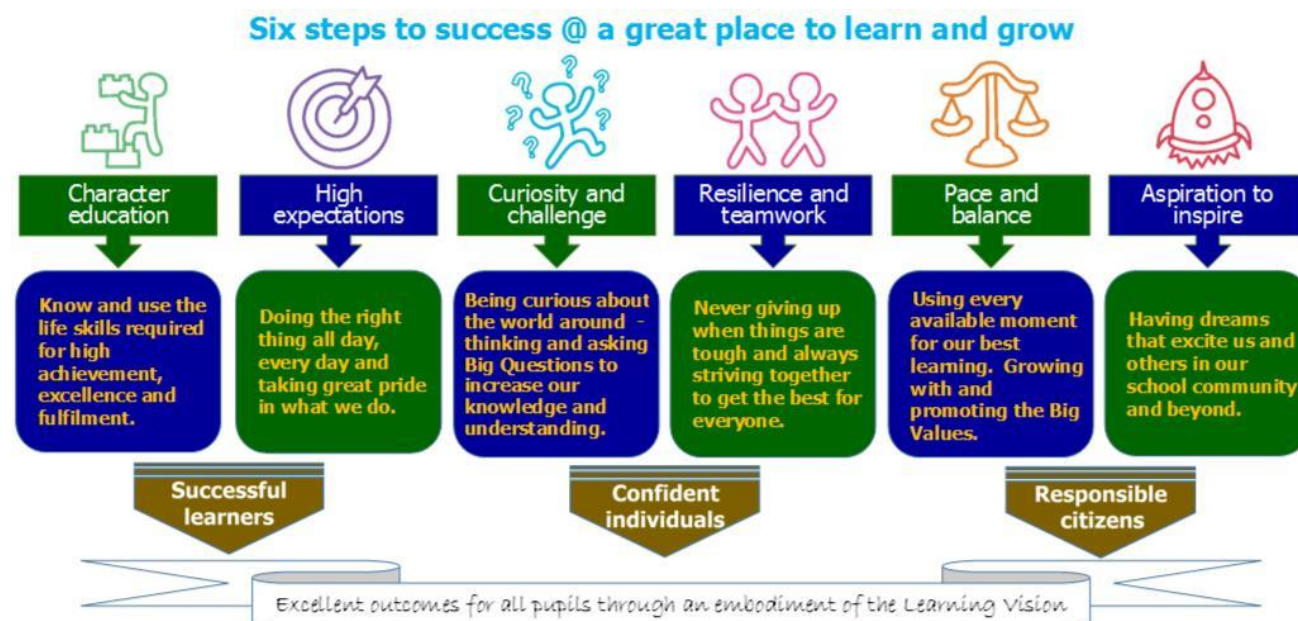 Six steps to success @ a great place to learn and grow
? ? ? ? ? ? ?
Character
education
High
expectations
Curiosity and
challenge
Resilience and
teamwork
Pace and
balance
Aspiration to
inspire
Know and use the
life skills required
for high
achievement,
excellence and
fulfilment.
Doing the right
thing all day,
every day and
taking great pride
in what we do.
Being curious about
the world around -
thinking and asking
Big Questions to
increase our
knowledge and
understanding.
Never giving up
when things are
tough and always
striving together
to get the best for
everyone.
Using every
available moment
for our best
learning. Growing
with and
promoting the Big
Values.
Having dreams
that excite us and
others in our
school community
and beyond.
Successful
learners
Confident
individuals
Responsible
citizens
Excellent outcomes for all pupils through an embodiment of the Learning Vision